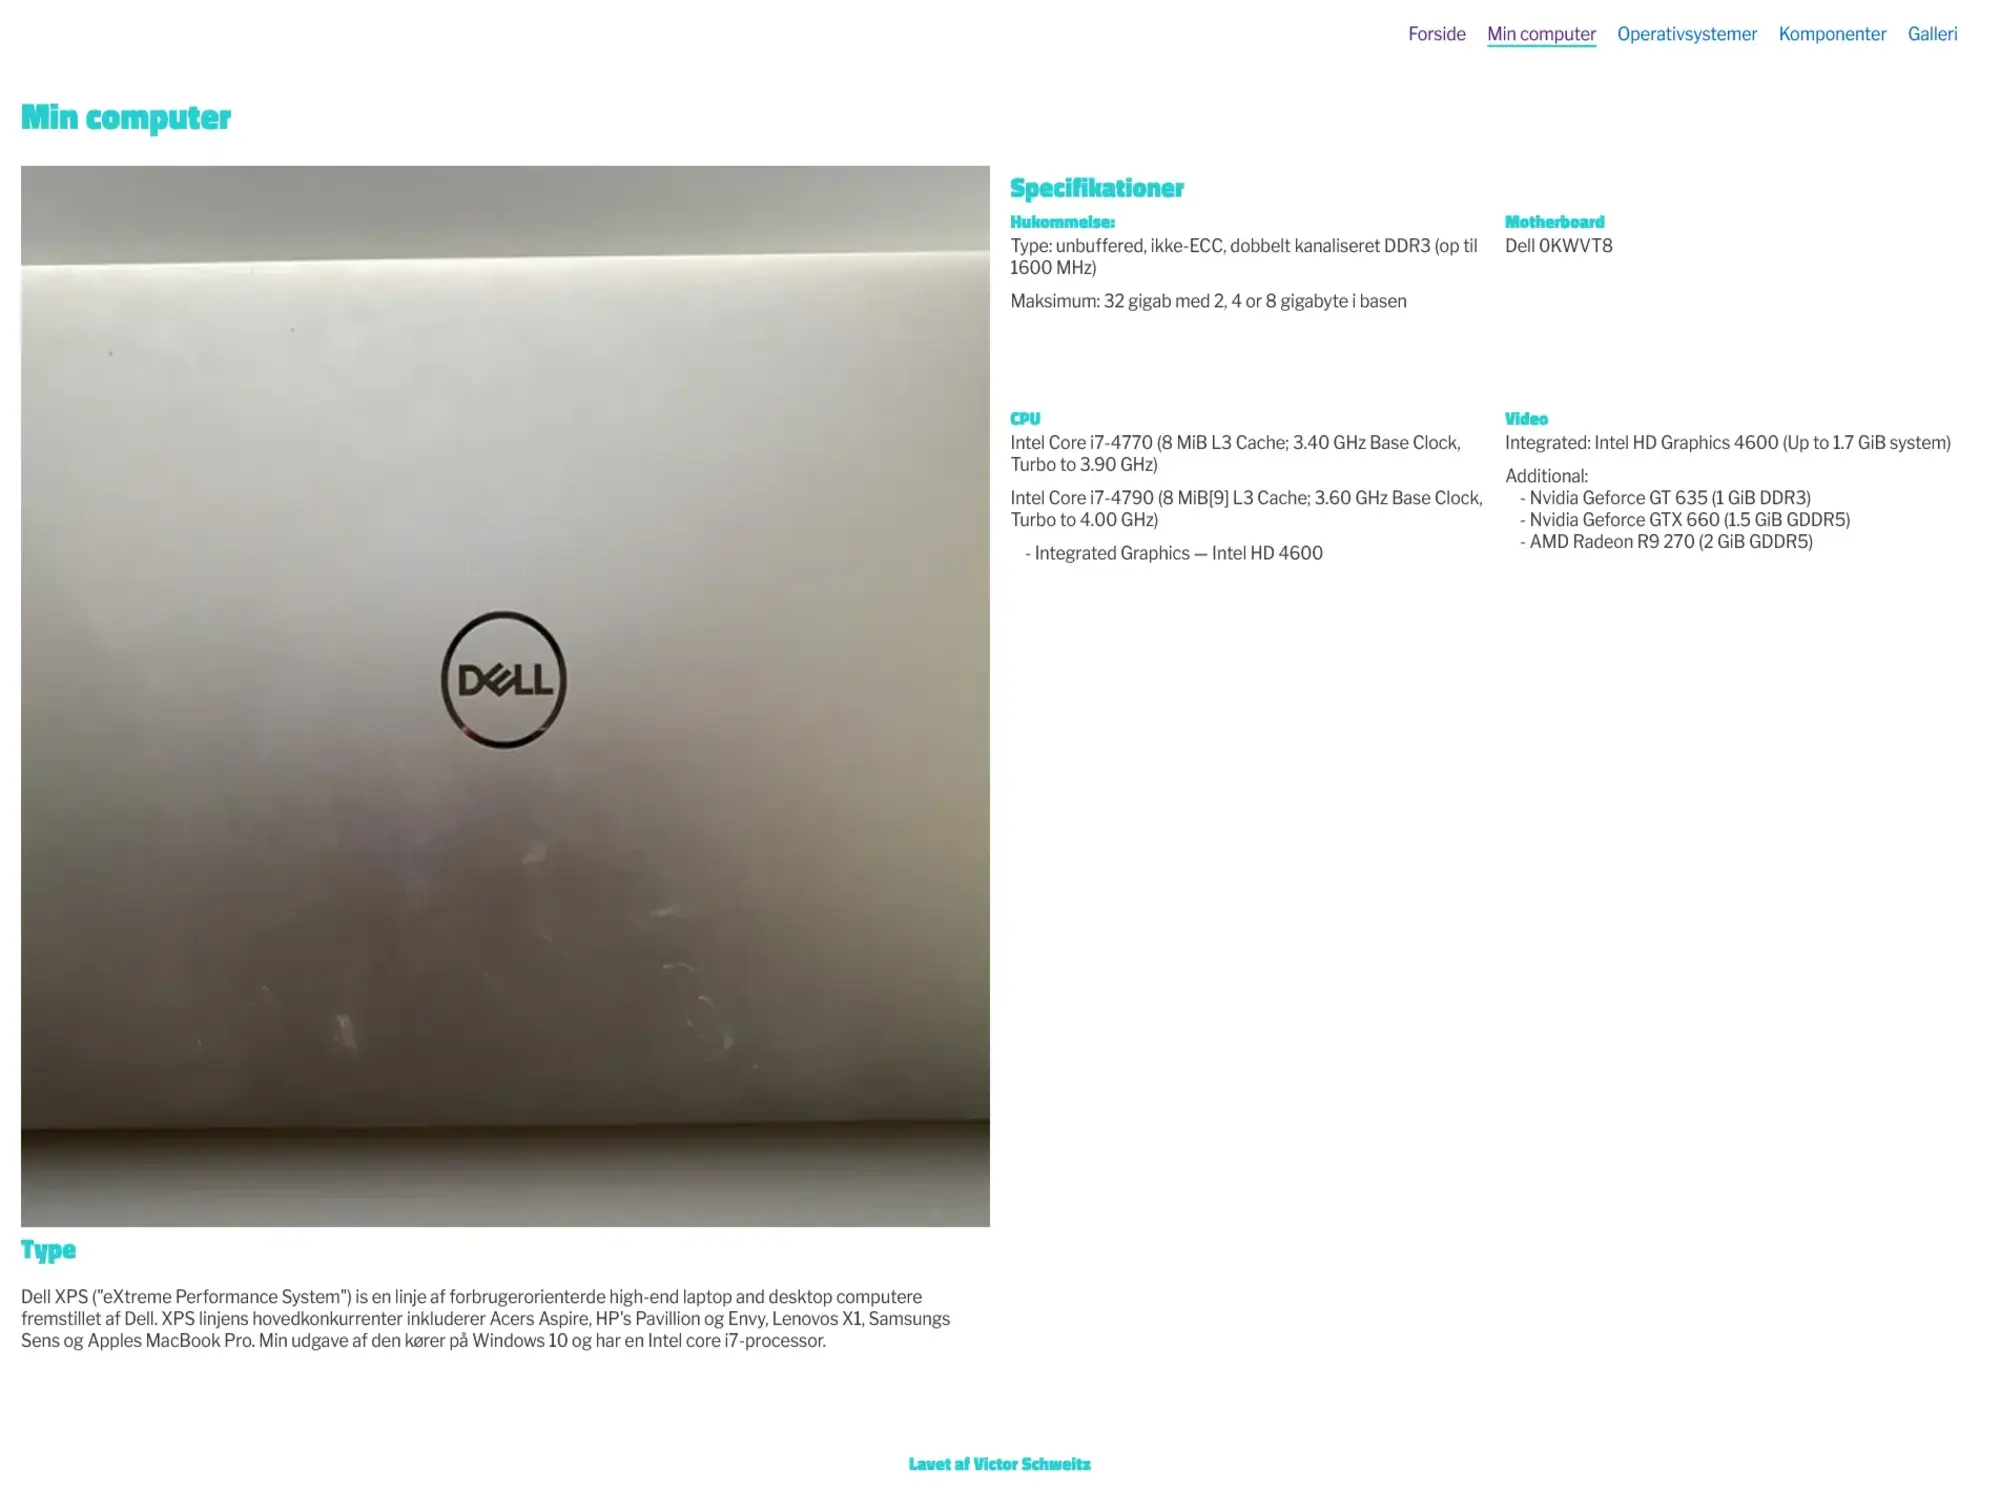 Forside Min computer Operativsystemer Komponenter Galleri
Min computer
DELL
Specifikationer
Hukommelse:
Type: unbuffered, ikke-ECC, dobbelt kanaliseret DDR3 (op til
1600 MHz)
Maksimum: 32 gigab med 2, 4 or 8 gigabyte i basen
Motherboard
Dell 0KWVT8
CPU
Intel Core i7-4770 (8 MiB L3 Cache; 3.40 GHz Base Clock,
Turbo to 3.90 GHz)
Intel Core i7-4790 (8 MiB[9] L3 Cache; 3.60 GHz Base Clock,
Turbo to 4.00 GHz)
- Integrated Graphics — Intel HD 4600
Video
Integrated: Intel HD Graphics 4600 (Up to 1.7 GiB system)
Additional:
- Nvidia Geforce GT 635 (1 GiB DDR3)
- Nvidia Geforce GTX 660 (1.5 GiB GDDR5)
- AMD Radeon R9 270 (2 GiB GDDR5)
Type
Dell XPS ("eXtreme Performance System") is en linje af forbrugerorienterde high-end laptop and desktop computere
fremstillet af Dell. XPS linjens hovedkonkurrenter inkluderer Acers Aspire, HP's Pavillion og Envy, Lenovos X1, Samsungs
Sens og Apples MacBook Pro. Min udgave af den kører på Windows 10 og har en Intel core i7-processor.
Lavet af Victor Schweitz